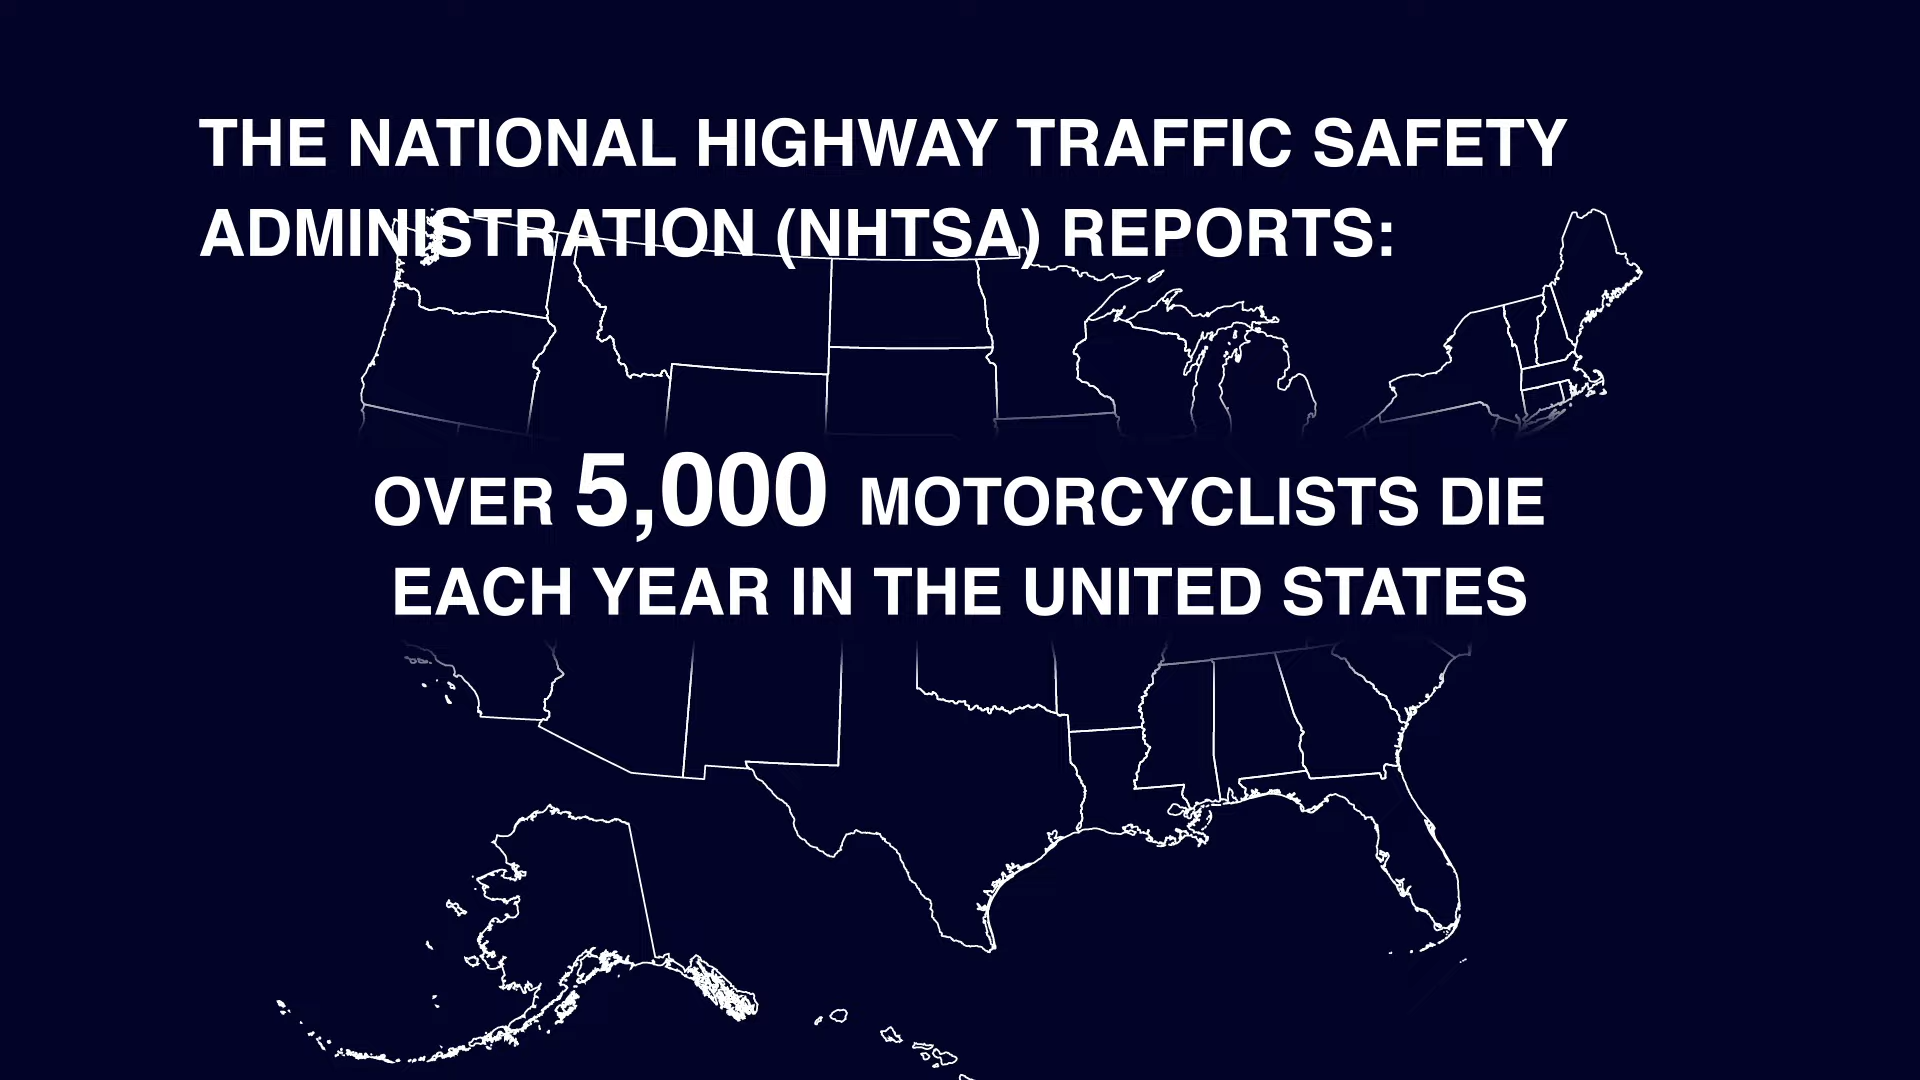 THE NATIONAL HIGHWAY TRAFFIC SAFETY
ADMINISTRATION (NHTSA) REPORTS:
OVER 5,000 MOTORCYCLISTS DIE
EACH YEAR IN THE UNITED STATES